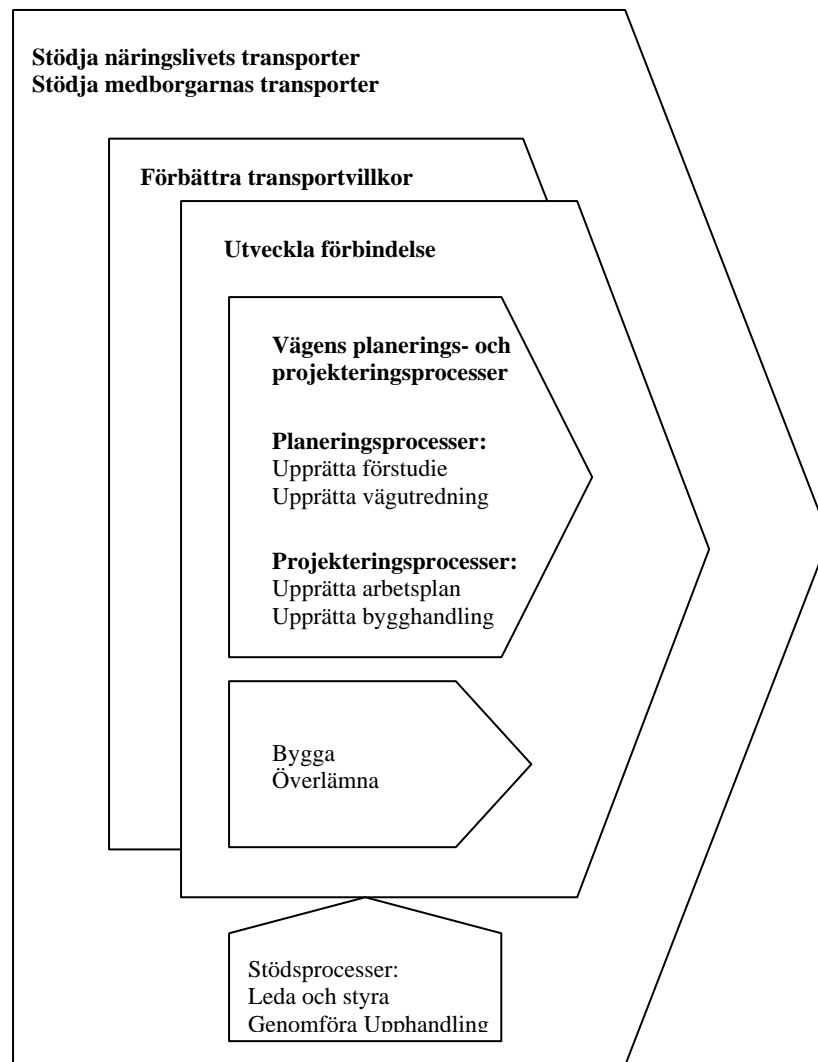 Stödja näringslivets transporter
Stödja medborgarnas transporter
Förbättra transportvillkor
Utveckla förbindelse
Vägens planerings- och
projekteringsprocesser
Planeringsprocesser:
Upprätta förstudie
Upprätta vägutredning
Projekteringsprocesser:
Upprätta arbetsplan
Upprätta bygghandling
Bygga
Överlämna
Stödsprocesser:
Leda och styra
Genomföra Upphandling